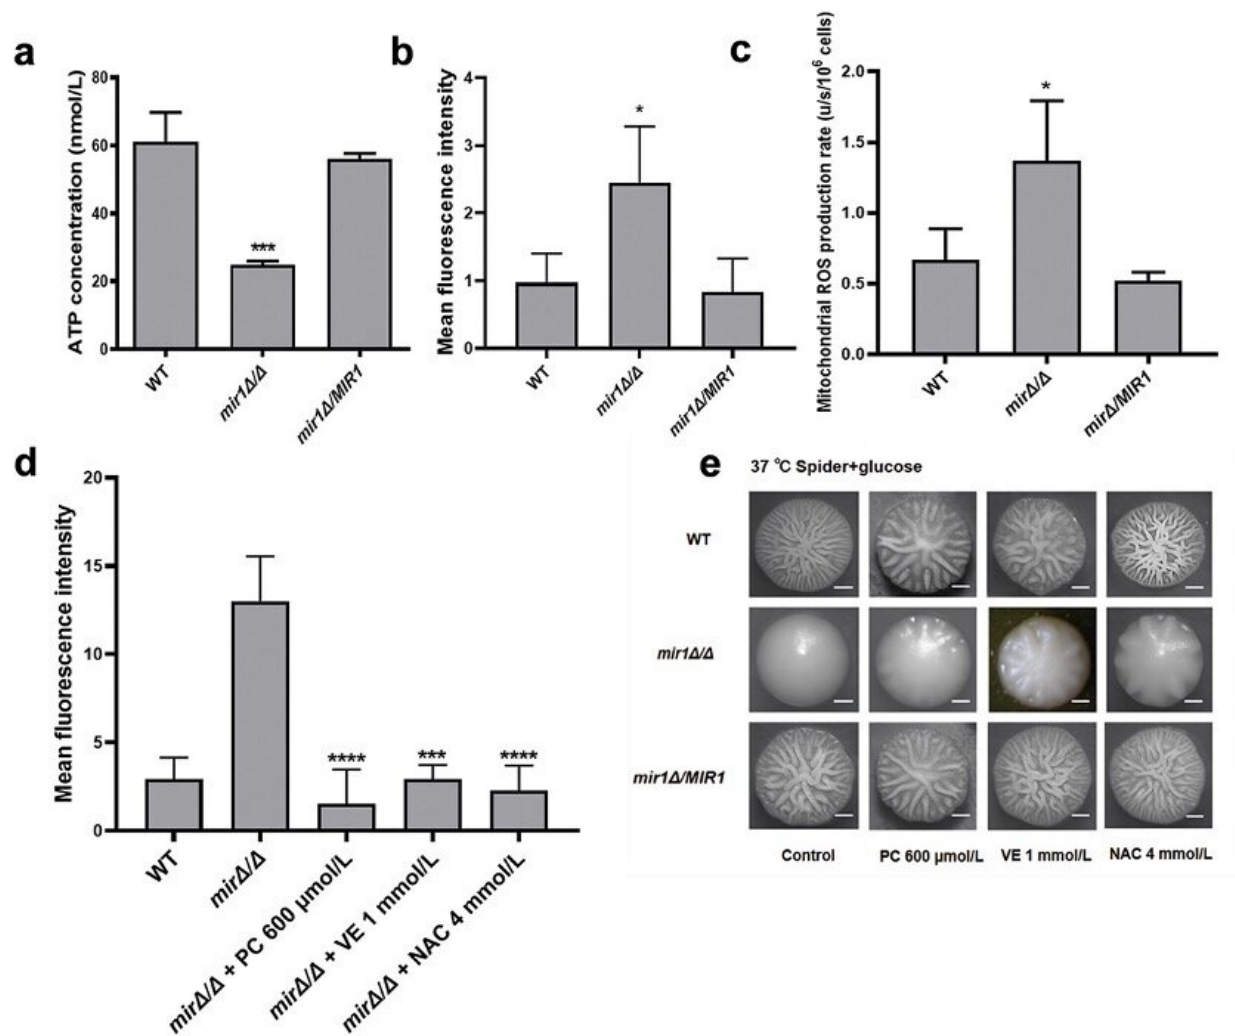 a
ATP concentration (nmol/L)
80
60
40
20
0
***
WT
mir1Δ/Δ
mir1Δ/MIR1
b
Mean fluorescence intensity
4
3
2
1
0
*
WT
mir1Δ/Δ
mir1Δ/MIR1
c
Mitochondrial ROS production rate (u/s/10⁶ cells)
2.0
1.5
1.0
0.5
0.0
*
WT
mirΔ/Δ
mirΔ/MIR1
d
Mean fluorescence intensity
20
15
10
5
0
****
***
****
WT
mirΔ/Δ
mirΔ/Δ + PC 600 μmol/L
mirΔ/Δ + VE 1 mmol/L
mirΔ/Δ + NAC 4 mmol/L
e
37 °C Spider+glucose
WT
mir1Δ/Δ
mir1Δ/MIR1
Control
PC 600 μmol/L
VE 1 mmol/L
NAC 4 mmol/L